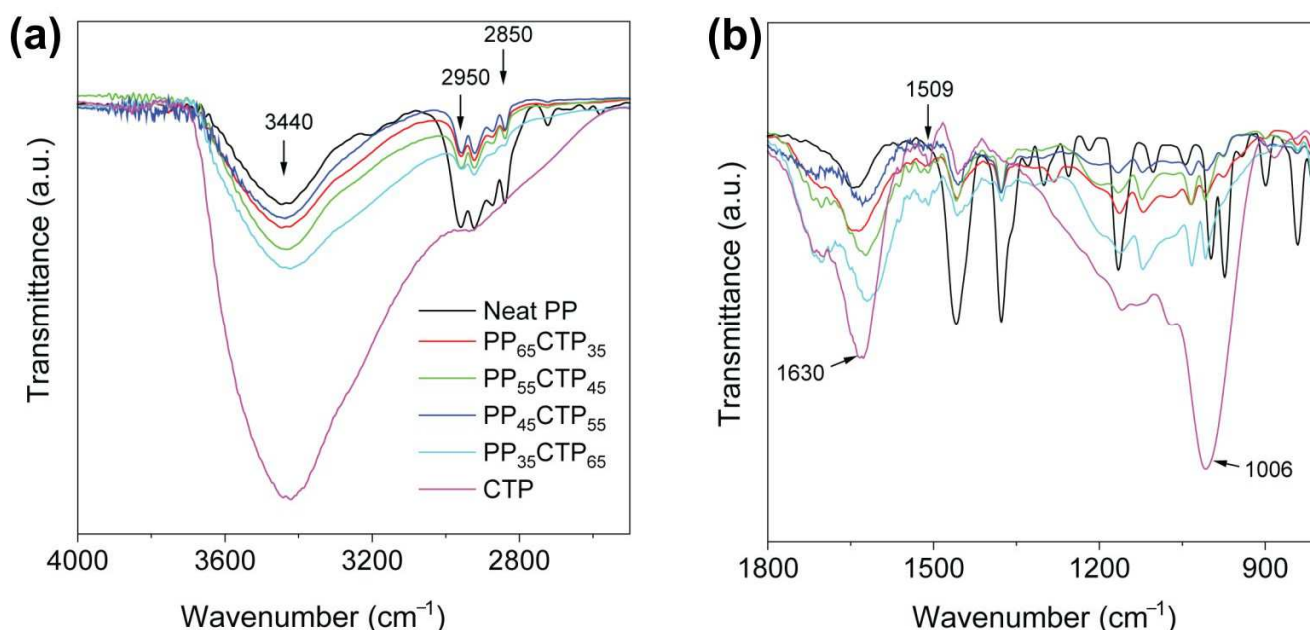 (a)
2850
2950
3440
Transmittance (a.u.)
Neat PP
PP₆₅CTP₃₅
PP₅₅CTP₄₅
PP₄₅CTP₅₅
PP₃₅CTP₆₅
CTP
4000 3600 3200 2800
Wavenumber (cm⁻¹)
(b)
1509
Transmittance (a.u.)
1630
1006
1800 1500 1200 900
Wavenumber (cm⁻¹)